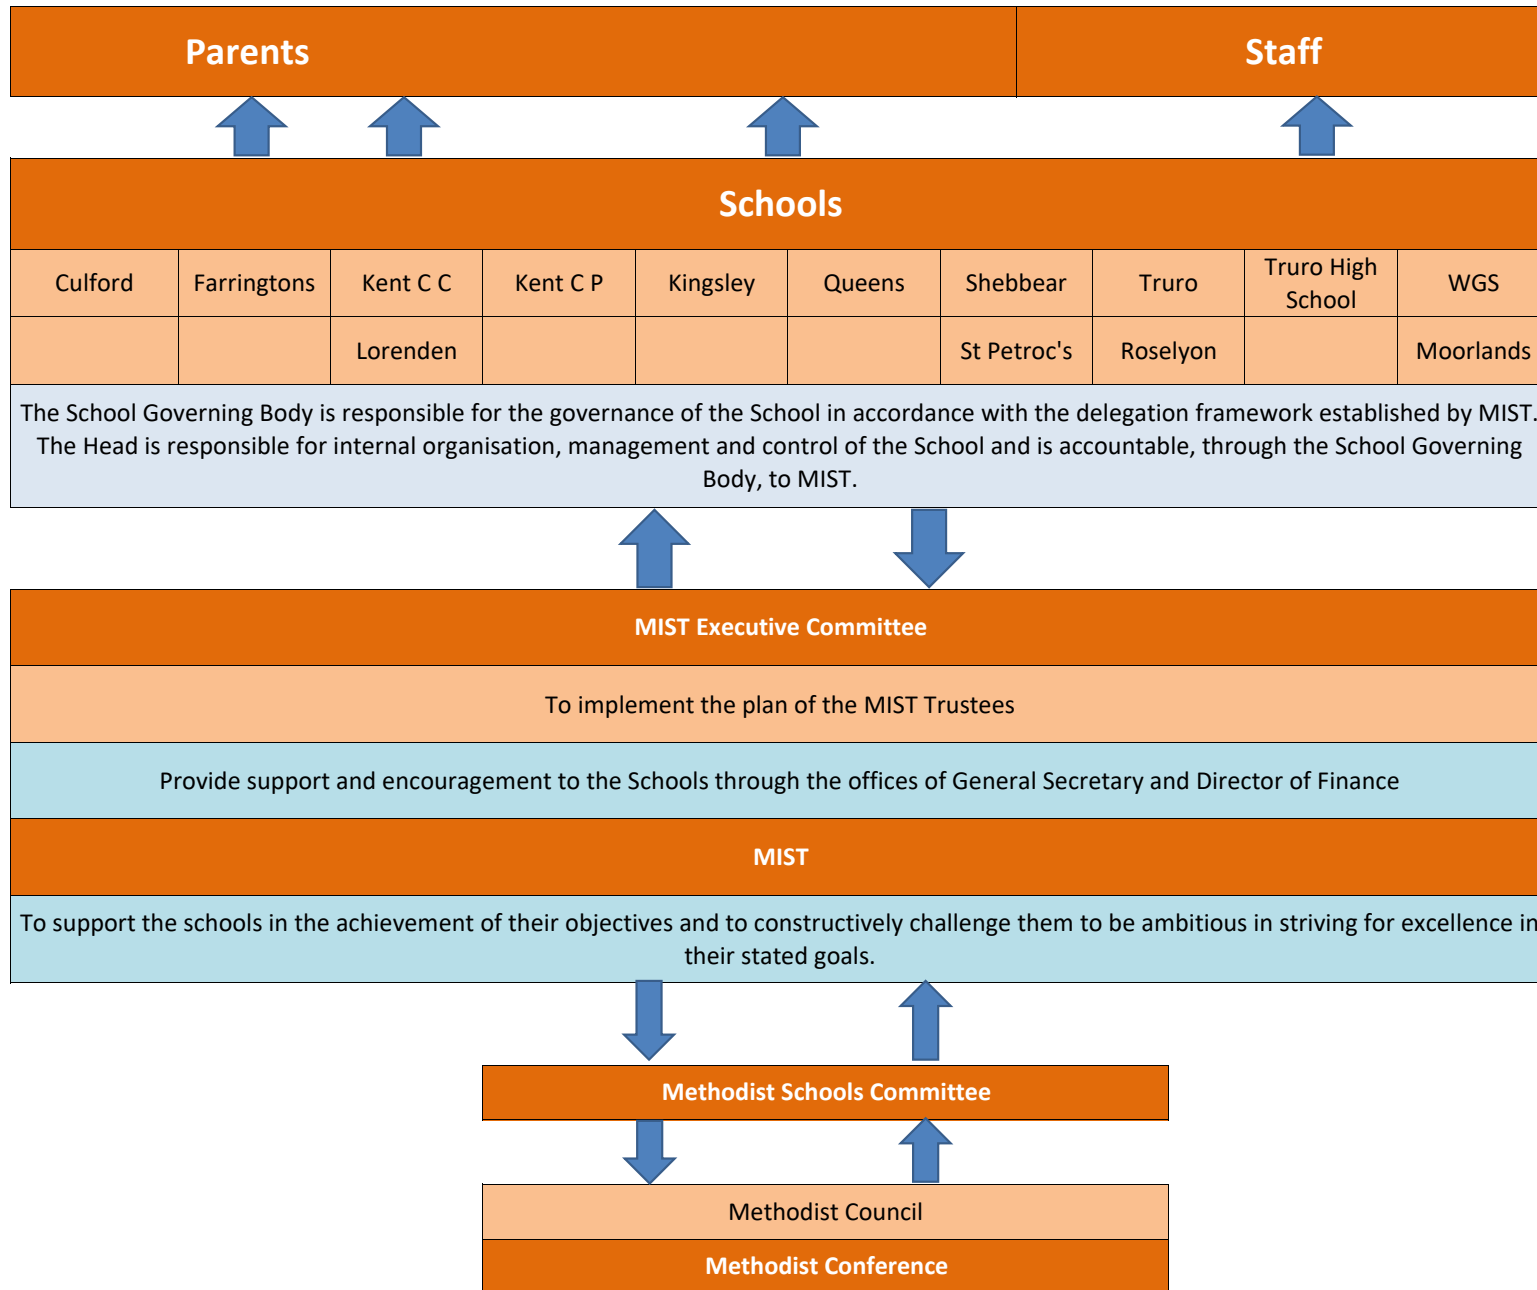 Parents
Staff
Schools
Culford
Farringtons
Kent C C
Kent C P
Kingsley
Queens
Shebbear
Truro
Truro High
School
WGS
Lorenden
St Petroc's
Roselyon
Moorlands
The School Governing Body is responsible for the governance of the School in accordance with the delegation framework established by MIST.
The Head is responsible for internal organisation, management and control of the School and is accountable, through the School Governing
Body, to MIST.
MIST Executive Committee
To implement the plan of the MIST Trustees
Provide support and encouragement to the Schools through the offices of General Secretary and Director of Finance
MIST
To support the schools in the achievement of their objectives and to constructively challenge them to be ambitious in striving for excellence in
their stated goals.
Methodist Schools Committee
Methodist Council
Methodist Conference